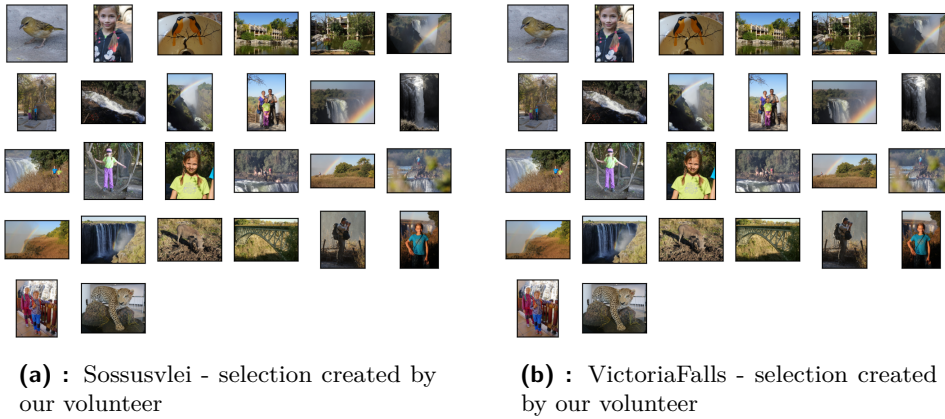 (a) : Sossusvlei - selection created by
our volunteer
(b) : VictoriaFalls - selection created
by our volunteer